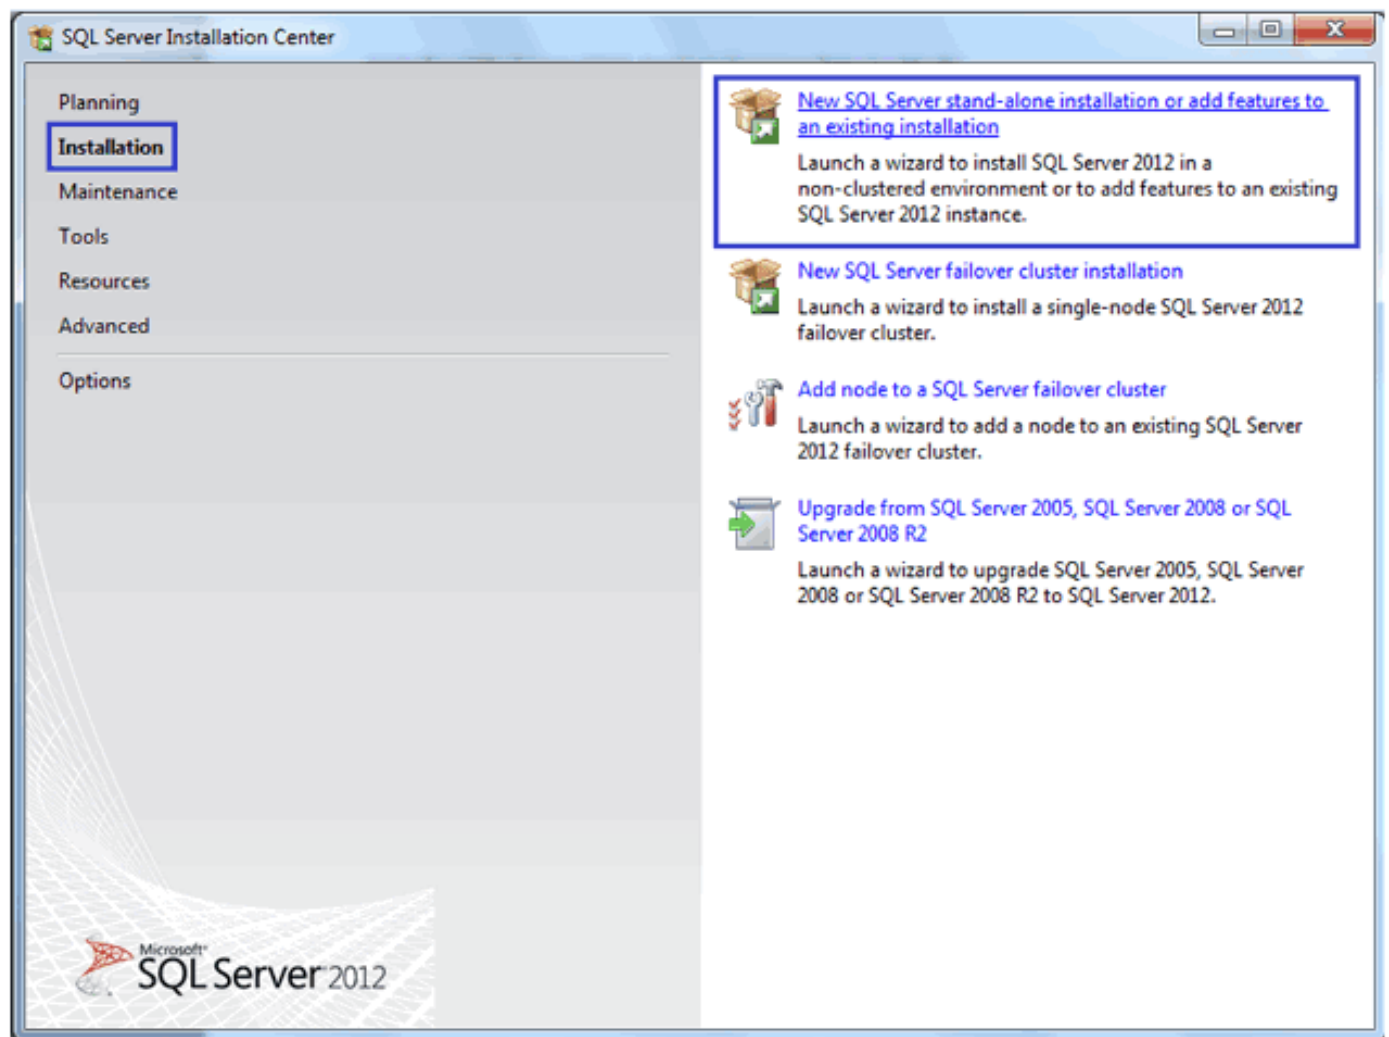 SQL Server Installation Center
Planning
Installation
Maintenance
Tools
Resources
Advanced
Options
New SQL Server stand-alone installation or add features to
an existing installation
Launch a wizard to install SQL Server 2012 in a
non-clustered environment or to add features to an existing
SQL Server 2012 instance.
New SQL Server failover cluster installation
Launch a wizard to install a single-node SQL Server 2012
failover cluster.
Add node to a SQL Server failover cluster
Launch a wizard to add a node to an existing SQL Server
2012 failover cluster.
Upgrade from SQL Server 2005, SQL Server 2008 or SQL
Server 2008 R2
Launch a wizard to upgrade SQL Server 2005, SQL Server
2008 or SQL Server 2008 R2 to SQL Server 2012.
Microsoft®
SQL Server 2012